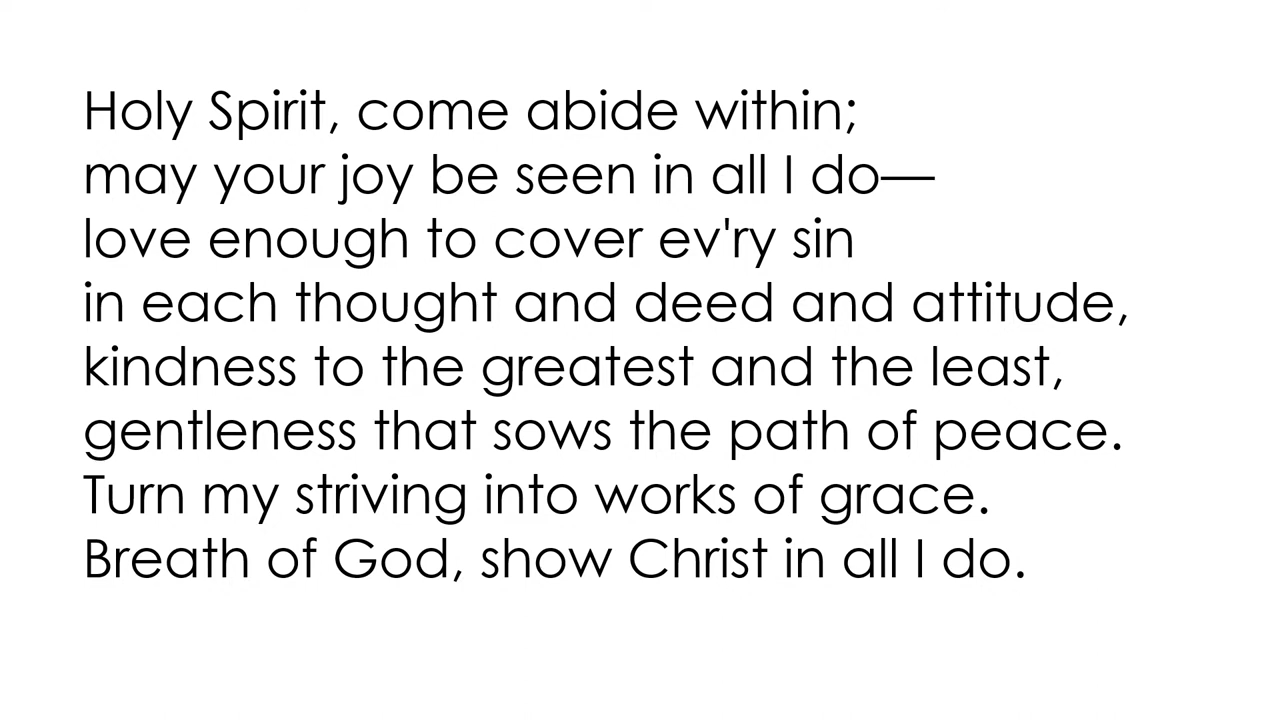 Holy Spirit, come abide within;
may your joy be seen in all I do—
love enough to cover ev'ry sin
in each thought and deed and attitude,
kindness to the greatest and the least,
gentleness that sows the path of peace.
Turn my striving into works of grace.
Breath of God, show Christ in all I do.